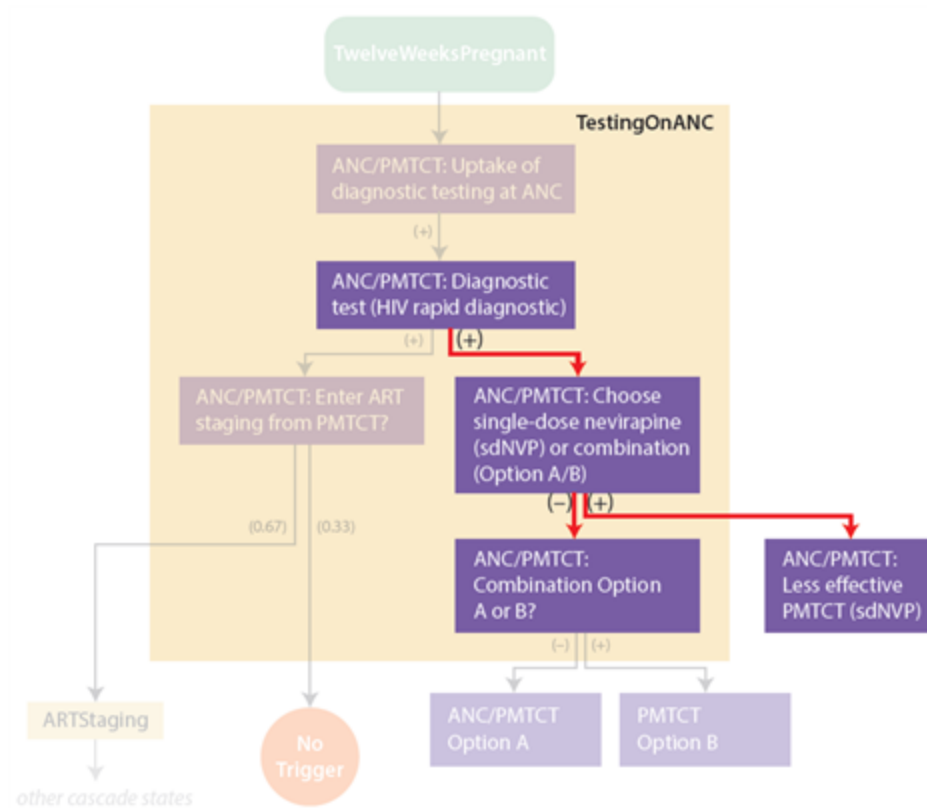 TwelveWeeksPregnant
TestingOnANC
ANC/PMTCT: Uptake of
diagnostic testing at ANC
(+)
ANC/PMTCT: Diagnostic
test (HIV rapid diagnostic)
(+)
(+)
ANC/PMTCT: Enter ART
staging from PMTCT?
ANC/PMTCT: Choose
single-dose nevirapine
(sdNVP) or combination
(Option A/B)
(–)
(+)
(0.67)
(0.33)
ANC/PMTCT:
Combination Option
A or B?
ANC/PMTCT:
Less effective
PMTCT (sdNVP)
(–)
(+)
ARTStaging
No
Trigger
ANC/PMTCT
Option A
PMTCT
Option B
other cascade states